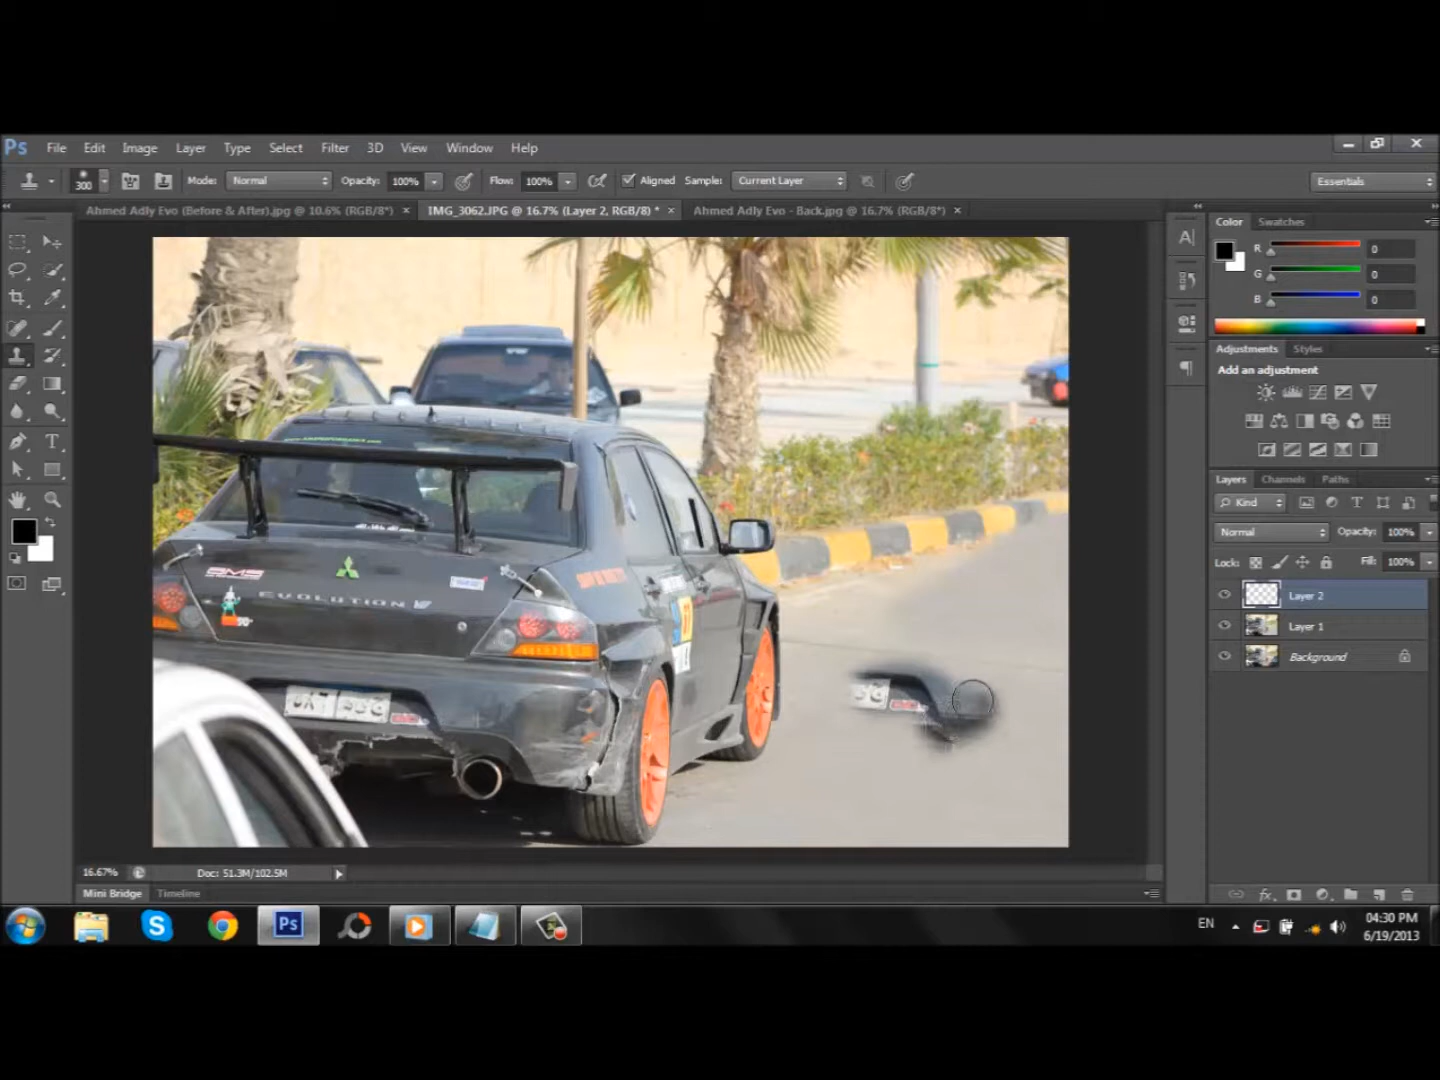 Ps File Edit Image Layer Type Select Filter 3D View Window Help
300 Mode: Normal Opacity: 100% Flow: 100% Aligned Sample: Current Layer Essentials
Ahmed Adly Evo (Before & After).jpg @ 10.6% (RGB/8*) × IMG_3062.JPG @ 16.7% (Layer 2, RGB/8) * × Ahmed Adly Evo - Back.jpg @ 16.7% (RGB/8*) ×
Color Swatches
R 0
G 0
B 0
Adjustments Styles
Add an adjustment
Layers Channels Paths
Kind
Normal Opacity: 100%
Lock: Fill: 100%
Layer 2
Layer 1
Background
EVOLUTION
16.67% Doc: 51.3M/102.5M
Mini Bridge Timeline
EN 04:30 PM
6/19/2013